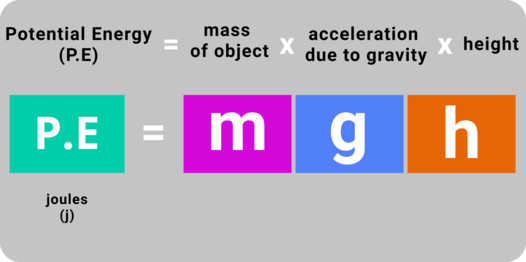 Potential Energy = mass x acceleration x height
(P.E) of object due to gravity
P.E = m g h
joules
(j)